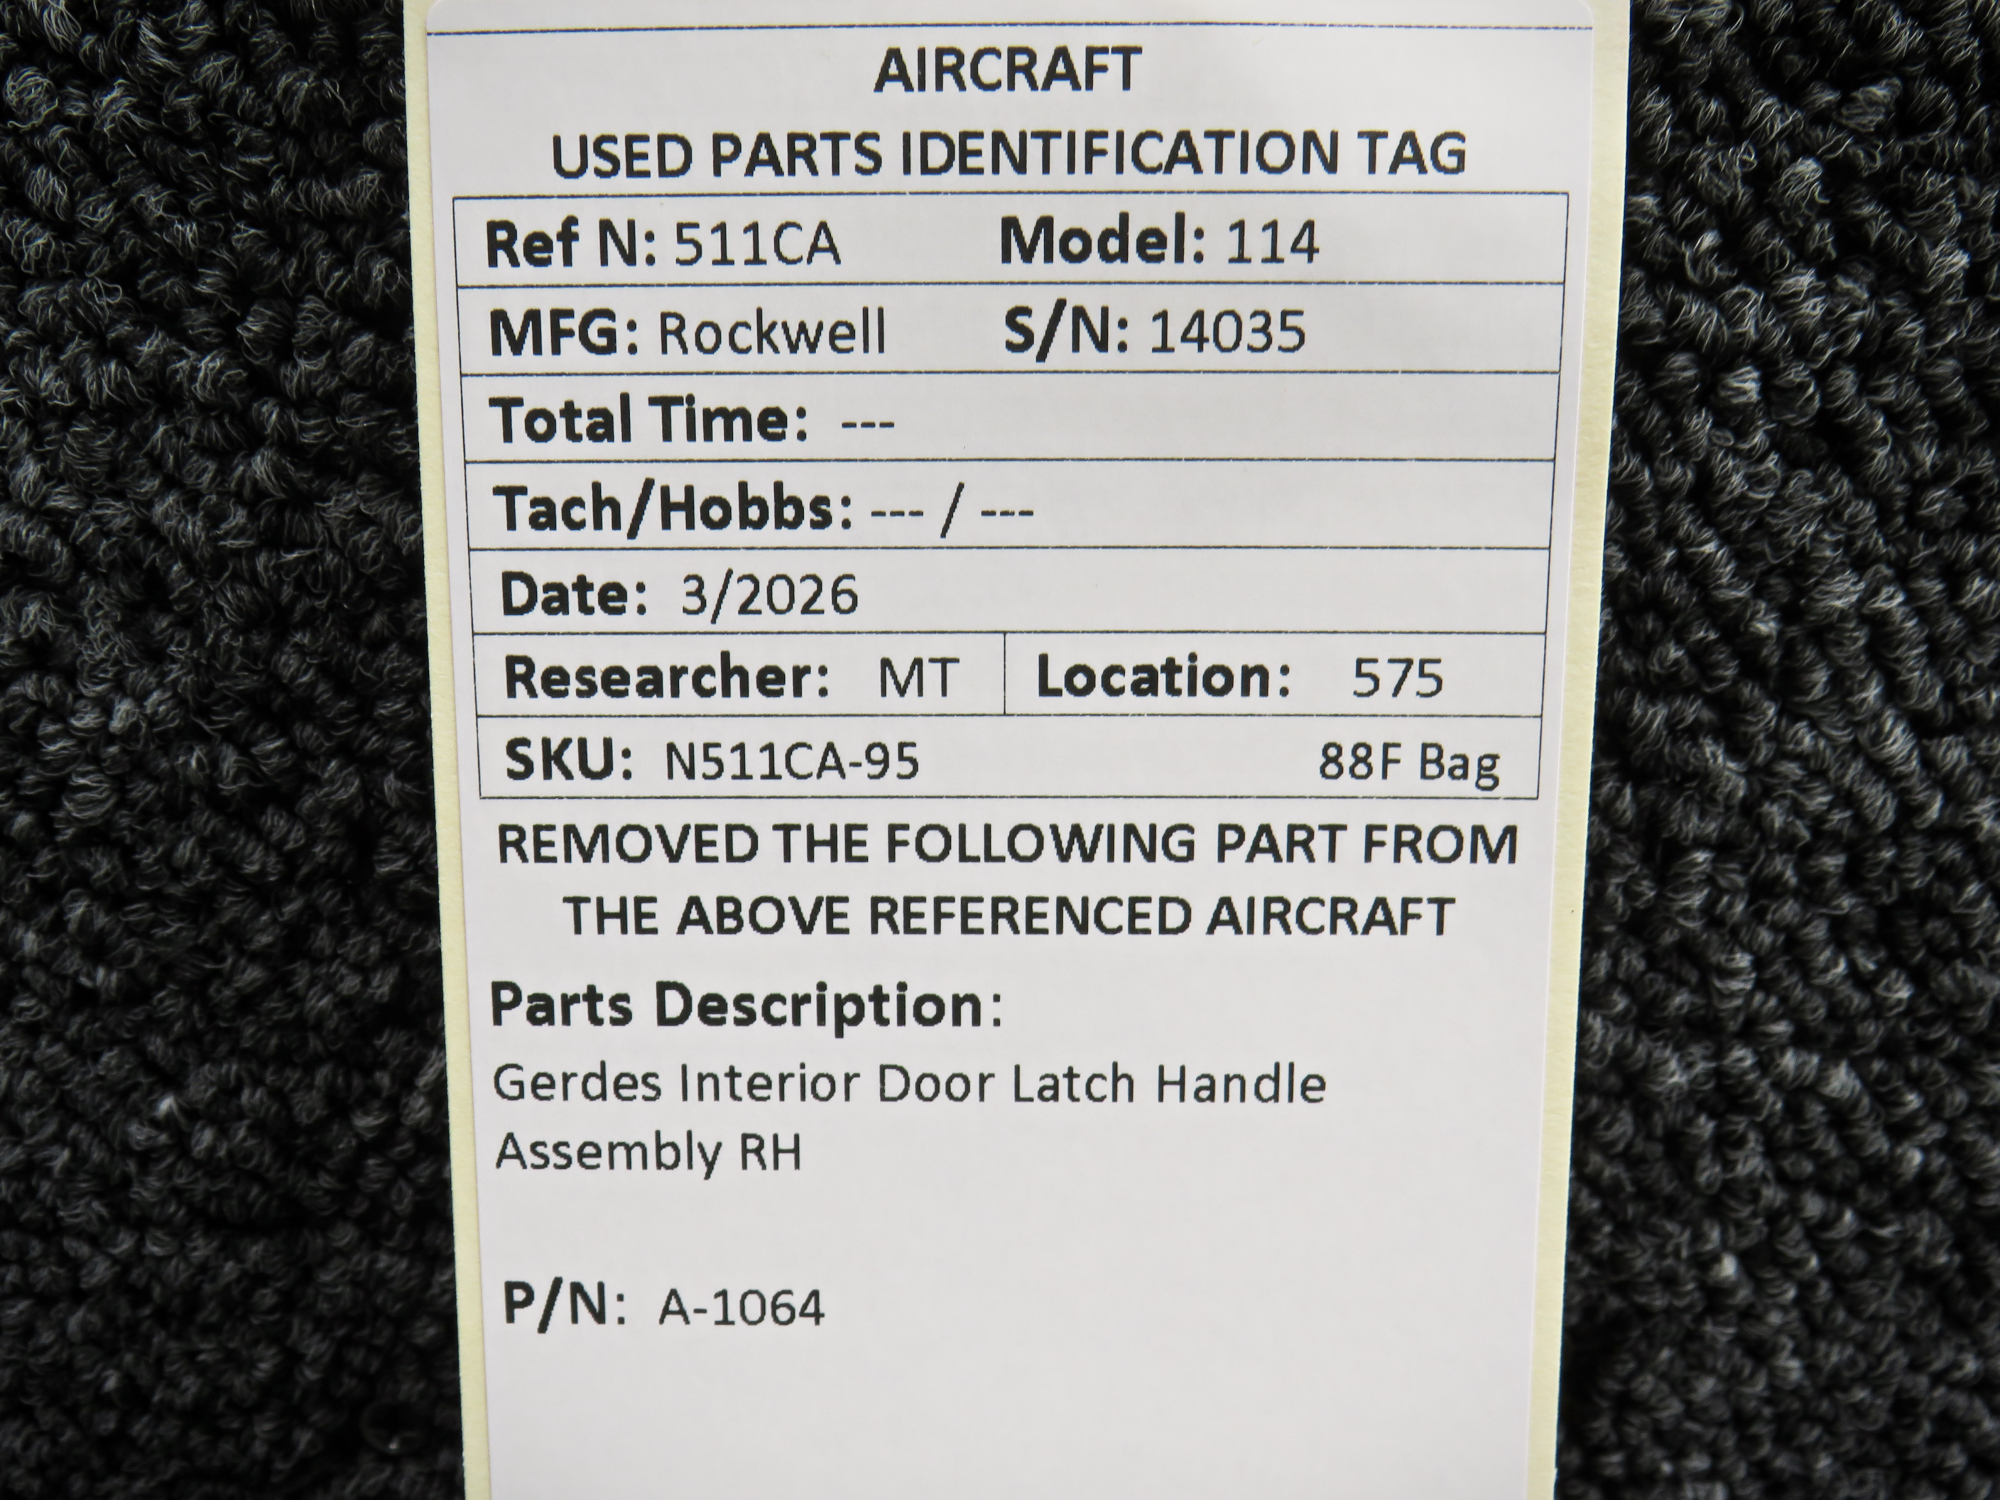 AIRCRAFT
USED PARTS IDENTIFICATION TAG
Ref N: 511CA Model: 114
MFG: Rockwell S/N: 14035
Total Time: ---
Tach/Hobbs: --- / ---
Date: 3/2026
Researcher: MT Location: 575
SKU: N511CA-95 88F Bag
REMOVED THE FOLLOWING PART FROM
THE ABOVE REFERENCED AIRCRAFT
Parts Description:
Gerdes Interior Door Latch Handle
Assembly RH
P/N: A-1064